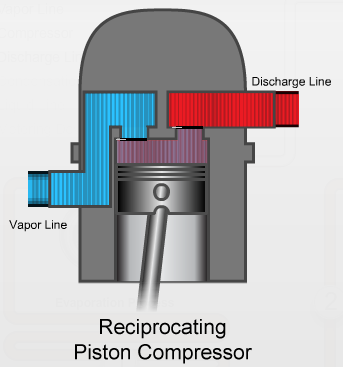 Discharge Line
Vapor Line
Reciprocating
Piston Compressor